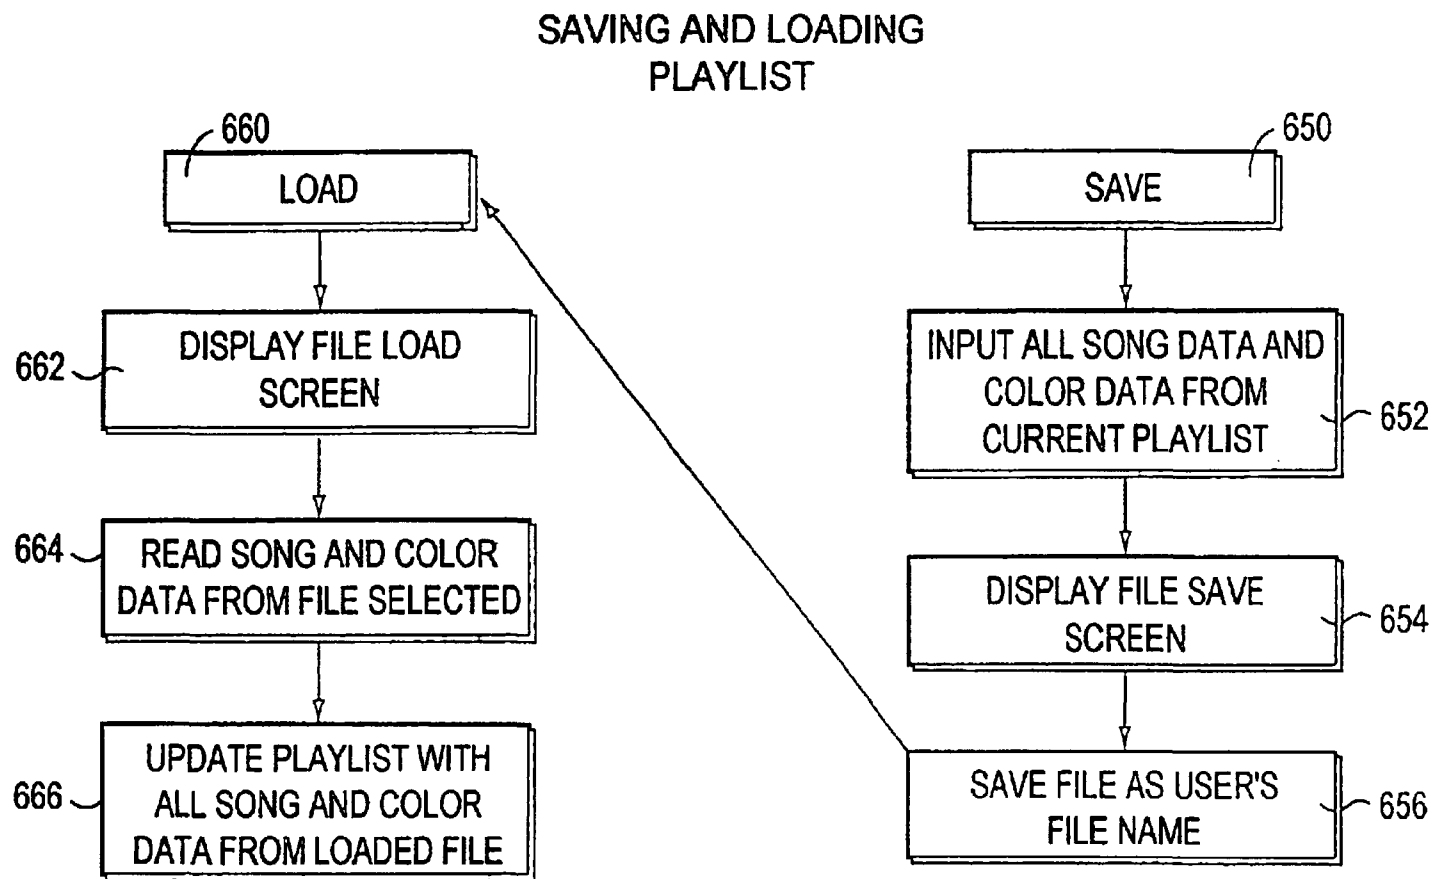 SAVING AND LOADING
PLAYLIST
660
LOAD
662
DISPLAY FILE LOAD
SCREEN
664
READ SONG AND COLOR
DATA FROM FILE SELECTED
666
UPDATE PLAYLIST WITH
ALL SONG AND COLOR
DATA FROM LOADED FILE
650
SAVE
INPUT ALL SONG DATA AND
COLOR DATA FROM
CURRENT PLAYLIST
652
DISPLAY FILE SAVE
SCREEN
654
SAVE FILE AS USER'S
FILE NAME
656